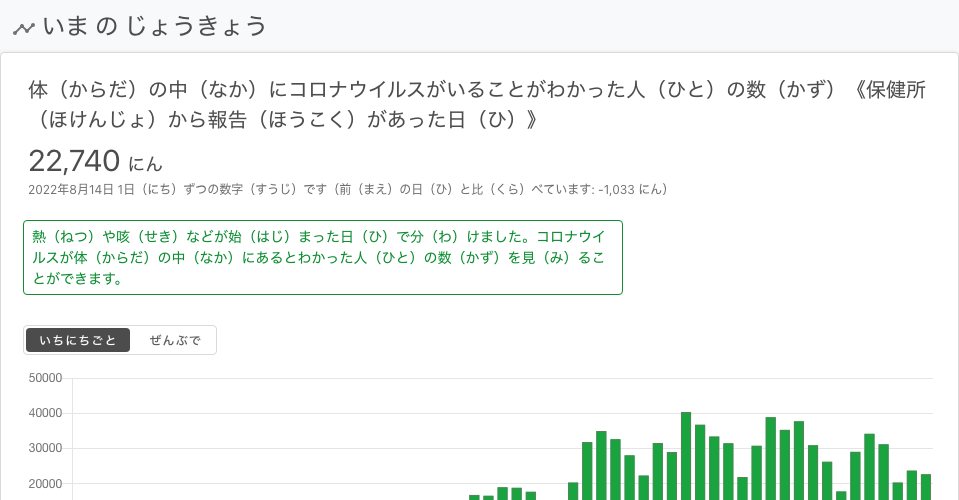 いま の じょうきょう
体（からだ）の中（なか）にコロナウイルスがいることがわかった人（ひと）の数（かず）《保健所
（ほけんじょ）から報告（ほうこく）があった日（ひ）》
22,740 にん
2022年8月14日 1日（にち）ずつの数字（すうじ）です（前（まえ）の日（ひ）と比（くら）べています: -1,033 にん）
熱（ねつ）や咳（せき）などが始（はじ）まった日（ひ）で分（わ）けました。コロナウイ
ルスが体（からだ）の中（なか）にあるとわかった人（ひと）の数（かず）を見（み）るこ
とができます。
いちにちごと ぜんぶで
50000
40000
30000
20000